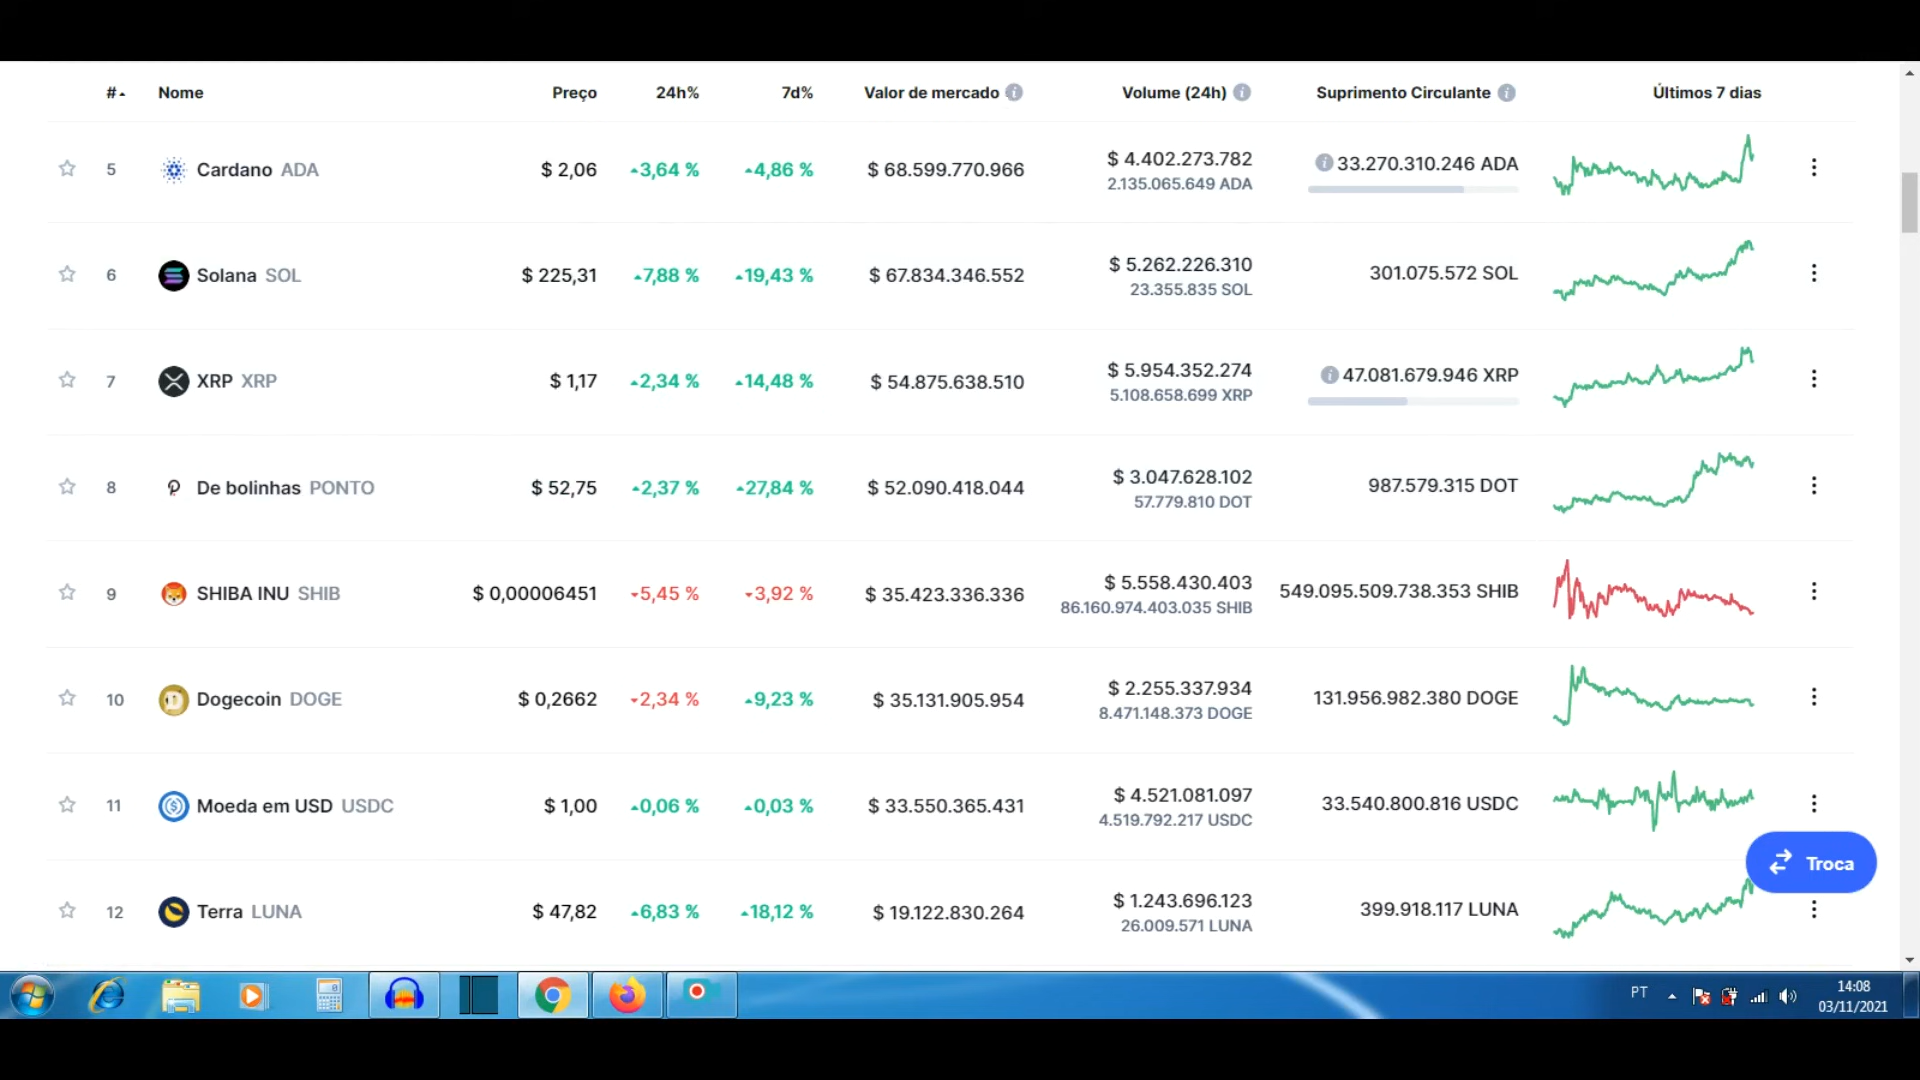 # Nome Preço 24h% 7d% Valor de mercado Volume (24h) Suprimento Circulante Últimos 7 dias
5 Cardano ADA $ 2,06 3,64 % 4,86 % $ 68.599.770.966 $ 4.402.273.782 33.270.310.246 ADA
2.135.065.649 ADA
6 Solana SOL $ 225,31 7,88 % 19,43 % $ 67.834.346.552 $ 5.262.226.310 301.075.572 SOL
23.355.835 SOL
7 XRP XRP $ 1,17 2,34 % 14,48 % $ 54.875.638.510 $ 5.954.352.274 47.081.679.946 XRP
5.108.658.699 XRP
8 De bolinhas PONTO $ 52,75 2,37 % 27,84 % $ 52.090.418.044 $ 3.047.628.102 987.579.315 DOT
57.779.810 DOT
9 SHIBA INU SHIB $ 0,00006451 5,45 % 3,92 % $ 35.423.336.336 $ 5.558.430.403 549.095.509.738.353 SHIB
86.160.974.403.035 SHIB
10 Dogecoin DOGE $ 0,2662 2,34 % 9,23 % $ 35.131.905.954 $ 2.255.337.934 131.956.982.380 DOGE
8.471.148.373 DOGE
11 Moeda em USD USDC $ 1,00 0,06 % 0,03 % $ 33.550.365.431 $ 4.521.081.097 33.540.800.816 USDC
4.519.792.217 USDC
Troca
12 Terra LUNA $ 47,82 6,83 % 18,12 % $ 19.122.830.264 $ 1.243.696.123 399.918.117 LUNA
26.009.571 LUNA
PT 14:08
03/11/2021